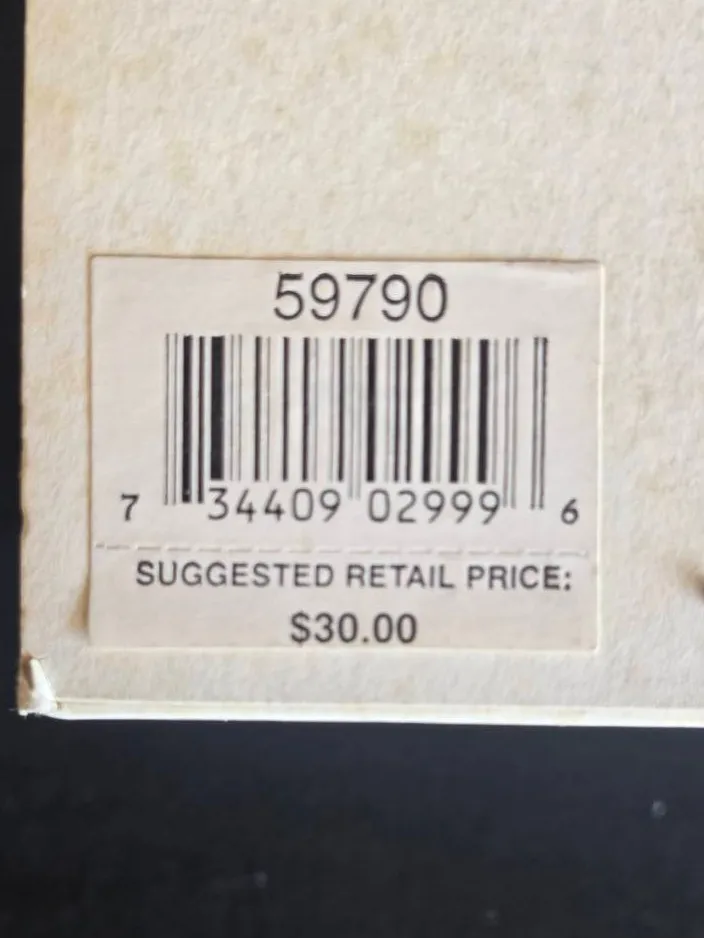 59790
7 34409 02999 6
SUGGESTED RETAIL PRICE:
$30.00